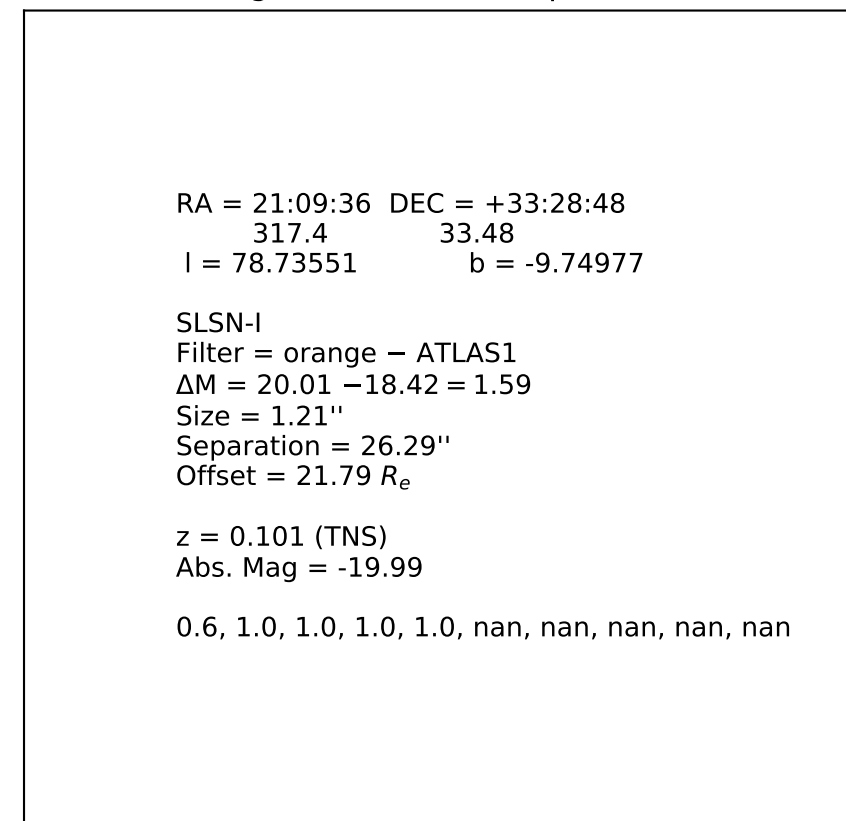 RA = 21:09:36 DEC = +33:28:48
317.4 33.48
l = 78.73551 b = -9.74977
SLSN-I
Filter = orange − ATLAS1
ΔM = 20.01 −18.42 = 1.59
Size = 1.21''
Separation = 26.29''
Offset = 21.79 Rₑ
z = 0.101 (TNS)
Abs. Mag = -19.99
0.6, 1.0, 1.0, 1.0, 1.0, nan, nan, nan, nan, nan